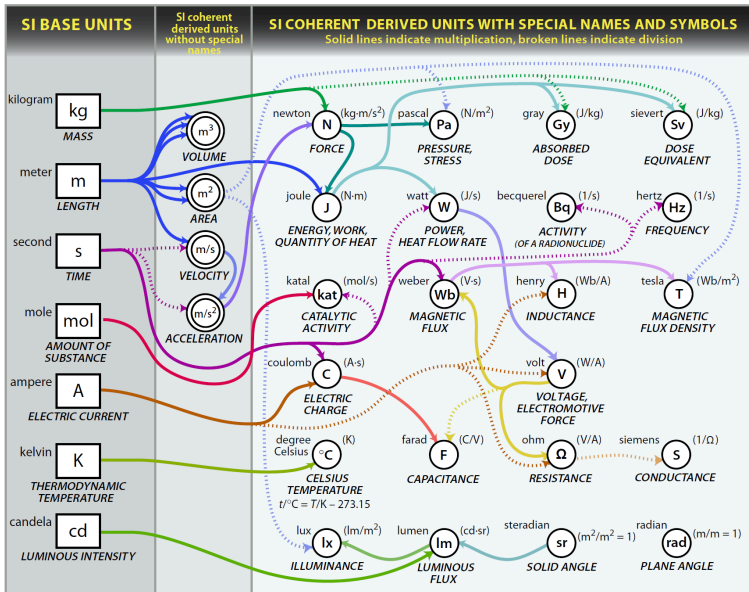 SI BASE UNITS
SI coherent
derived units
without special
names
SI COHERENT DERIVED UNITS WITH SPECIAL NAMES AND SYMBOLS
Solid lines indicate multiplication, broken lines indicate division
kilogram
kg
MASS
meter
m
LENGTH
second
s
TIME
mole
mol
AMOUNT OF
SUBSTANCE
ampere
A
ELECTRIC CURRENT
kelvin
K
THERMODYNAMIC
TEMPERATURE
candela
cd
LUMINOUS INTENSITY
m³
VOLUME
m²
AREA
m/s
VELOCITY
m/s²
ACCELERATION
newton
N
(kg·m/s²)
FORCE
pascal
Pa
(N/m²)
PRESSURE,
STRESS
gray
Gy
(J/kg)
ABSORBED
DOSE
sievert
Sv
(J/kg)
DOSE
EQUIVALENT
joule
J
(N·m)
ENERGY, WORK,
QUANTITY OF HEAT
watt
W
(J/s)
POWER,
HEAT FLOW RATE
becquerel
Bq
(1/s)
ACTIVITY
(OF A RADIONUCLIDE)
hertz
Hz
(1/s)
FREQUENCY
katal
kat
(mol/s)
CATALYTIC
ACTIVITY
weber
Wb
(V·s)
MAGNETIC
FLUX
henry
H
(Wb/A)
INDUCTANCE
tesla
T
(Wb/m²)
MAGNETIC
FLUX DENSITY
coulomb
C
(A·s)
ELECTRIC
CHARGE
volt
V
(W/A)
VOLTAGE,
ELECTROMOTIVE
FORCE
degree
Celsius
°C
(K)
CELSIUS
TEMPERATURE
t/°C = T/K – 273.15
farad
F
(C/V)
CAPACITANCE
ohm
Ω
(V/A)
RESISTANCE
siemens
S
(1/Ω)
CONDUCTANCE
lux
lx
(lm/m²)
ILLUMINANCE
lumen
lm
(cd·sr)
LUMINOUS
FLUX
steradian
sr
(m²/m² = 1)
SOLID ANGLE
radian
rad
(m/m = 1)
PLANE ANGLE